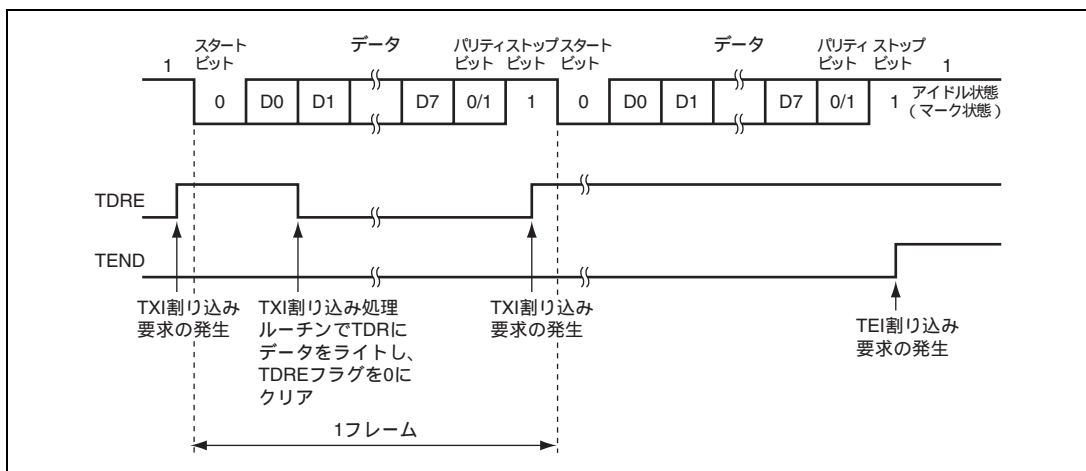 スタート
ビット
データ
パリティ
ビット
ストップ
ビット
スタート
ビット
データ
パリティ
ビット
ストップ
ビット
1
1
0
D0
D1
D7
0/1
1
0
D0
D1
D7
0/1
1
アイドル状態
(マーク状態)
TDRE
TEND
TXI割り込み
要求の発生
TXI割り込み処理
ルーチンでTDRに
データをライトし、
TDREフラグを0に
クリア
TXI割り込み
要求の発生
TEI割り込み
要求の発生
1フレーム